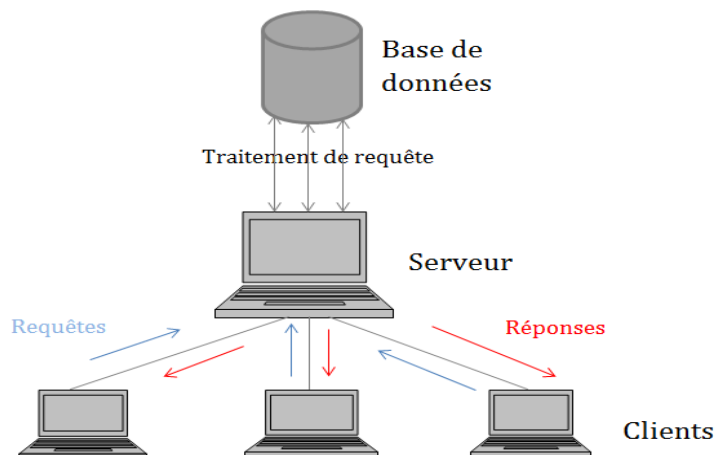 Base de
données
Traitement de requête
Serveur
Requêtes
Réponses
Clients